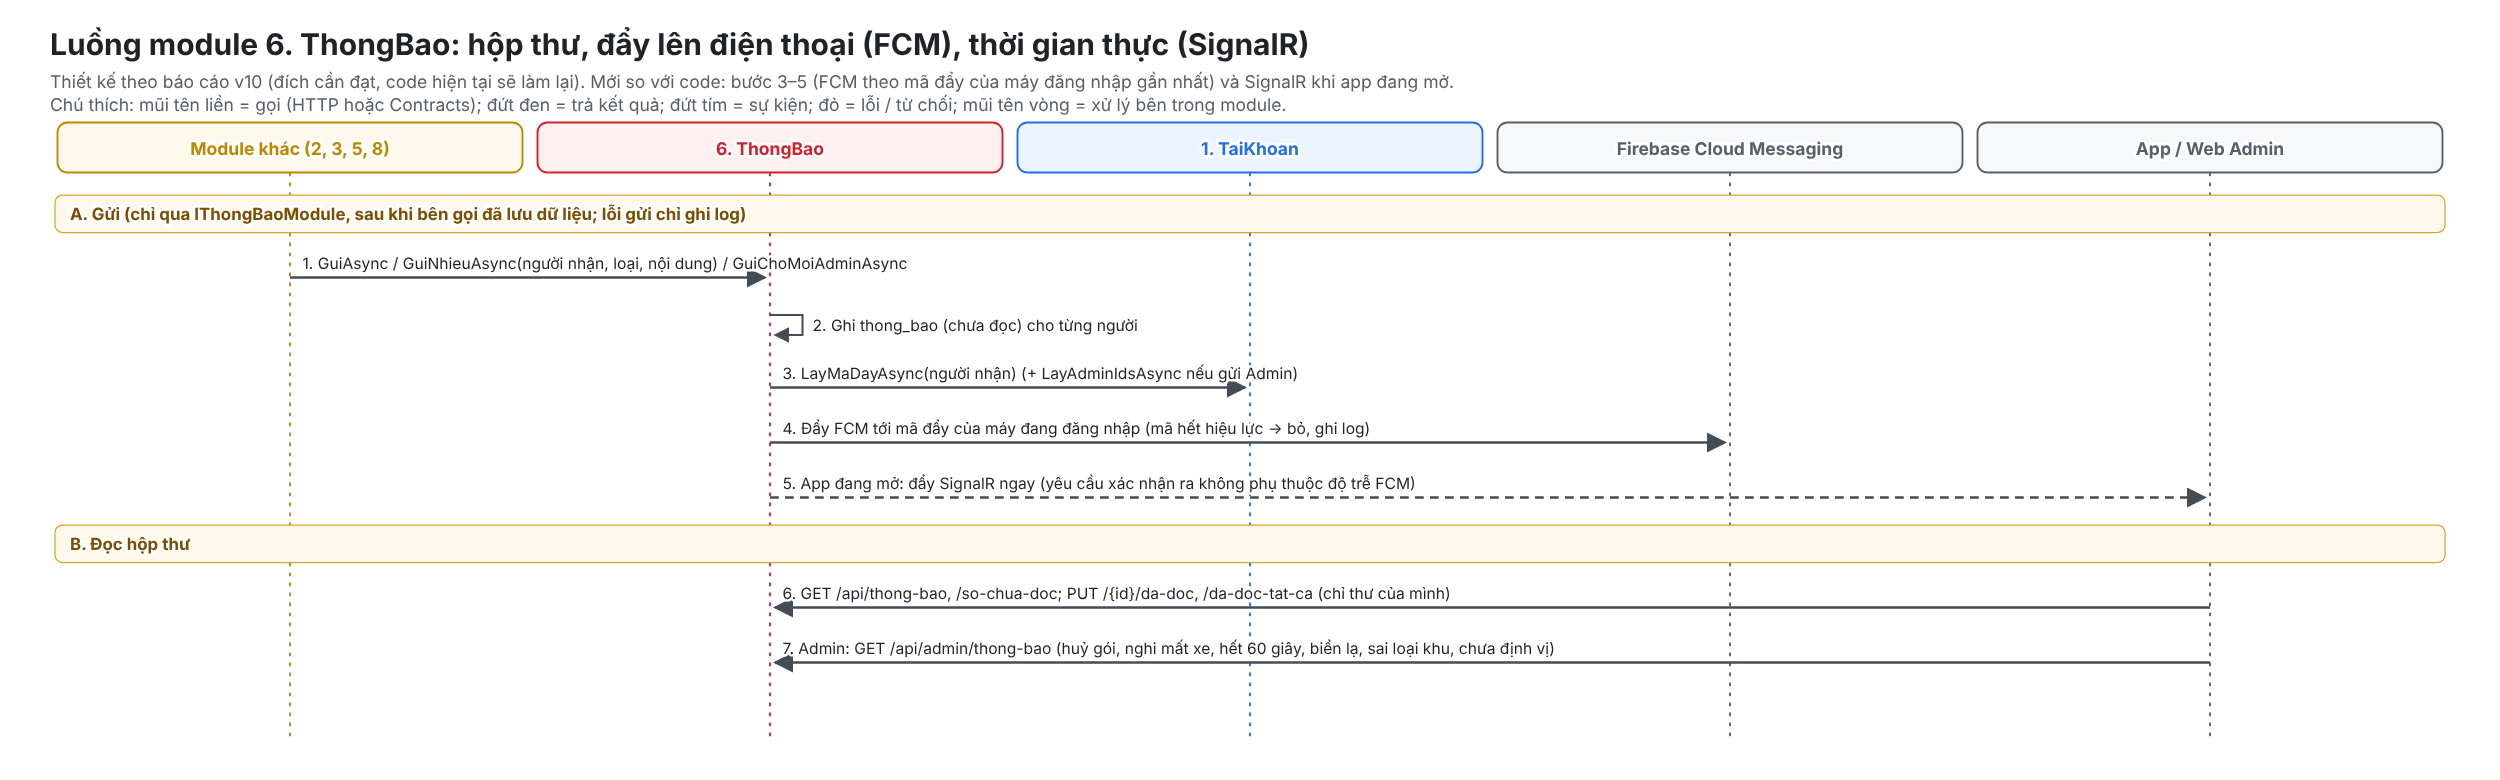 Luồng module 6. ThongBao: hộp thư, đẩy lên điện thoại (FCM), thời gian thực (SignalR)
Thiết kế theo báo cáo v10 (đích cần đạt, code hiện tại sẽ làm lại). Mới so với code: bước 3–5 (FCM theo mã đẩy của máy đăng nhập gần nhất) và SignalR khi app đang mở.
Chú thích: mũi tên liền = gọi (HTTP hoặc Contracts); đứt đen = trả kết quả; đứt tím = sự kiện; đỏ = lỗi / từ chối; mũi tên vòng = xử lý bên trong module.
Module khác (2, 3, 5, 8)
6. ThongBao
1. TaiKhoan
Firebase Cloud Messaging
App / Web Admin
A. Gửi (chỉ qua IThongBaoModule, sau khi bên gọi đã lưu dữ liệu; lỗi gửi chỉ ghi log)
1. GuiAsync / GuiNhieuAsync(người nhận, loại, nội dung) / GuiChoMoiAdminAsync
2. Ghi thong_bao (chưa đọc) cho từng người
3. LayMaDayAsync(người nhận) (+ LayAdminIdsAsync nếu gửi Admin)
4. Đẩy FCM tới mã đẩy của máy đang đăng nhập (mã hết hiệu lực → bỏ, ghi log)
5. App đang mở: đẩy SignalR ngay (yêu cầu xác nhận ra không phụ thuộc độ trễ FCM)
B. Đọc hộp thư
6. GET /api/thong-bao, /so-chua-doc; PUT /{id}/da-doc, /da-doc-tat-ca (chỉ thư của mình)
7. Admin: GET /api/admin/thong-bao (huỷ gói, nghi mất xe, hết 60 giây, biển lạ, sai loại khu, chưa định vị)